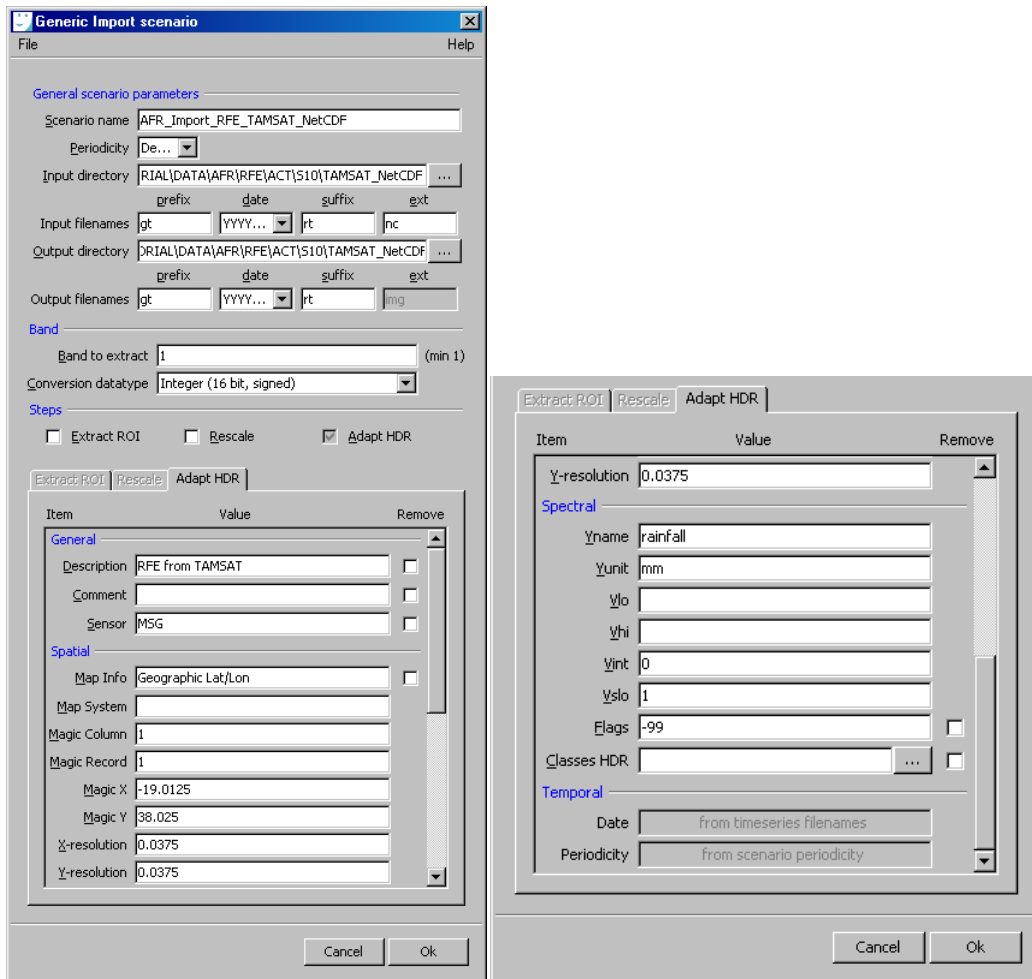 Generic Import scenario
File Help
General scenario parameters
Scenario name AFR_Import_RFE_TAMSAT_NetCDF
Periodicity De...
Input directory RIAL\DATA\AFR\RFE\ACT\S10\TAMSAT_NetCDF ...
prefix date suffix ext
Input filenames gt YYYY... rt nc
Output directory ORIAL\DATA\AFR\RFE\ACT\S10\TAMSAT_NetCDF ...
prefix date suffix ext
Output filenames gt YYYY... rt img
Band
Band to extract 1 (min 1)
Conversion datatype Integer (16 bit, signed)
Steps
Extract ROI Rescale Adapt HDR
Extract ROI Rescale Adapt HDR
Item Value Remove
General
Description RFE from TAMSAT
Comment
Sensor MSG
Spatial
Map Info Geographic Lat/Lon
Map System
Magic Column 1
Magic Record 1
Magic X -19.0125
Magic Y 38.025
X-resolution 0.0375
Y-resolution 0.0375
Cancel Ok
Extract ROI Rescale Adapt HDR
Item Value Remove
Y-resolution 0.0375
Spectral
Yname rainfall
Yunit mm
Vlo
Vhi
Vint 0
Vslo 1
Flags -99
Classes HDR ...
Temporal
Date from timeseries filenames
Periodicity from scenario periodicity
Cancel Ok